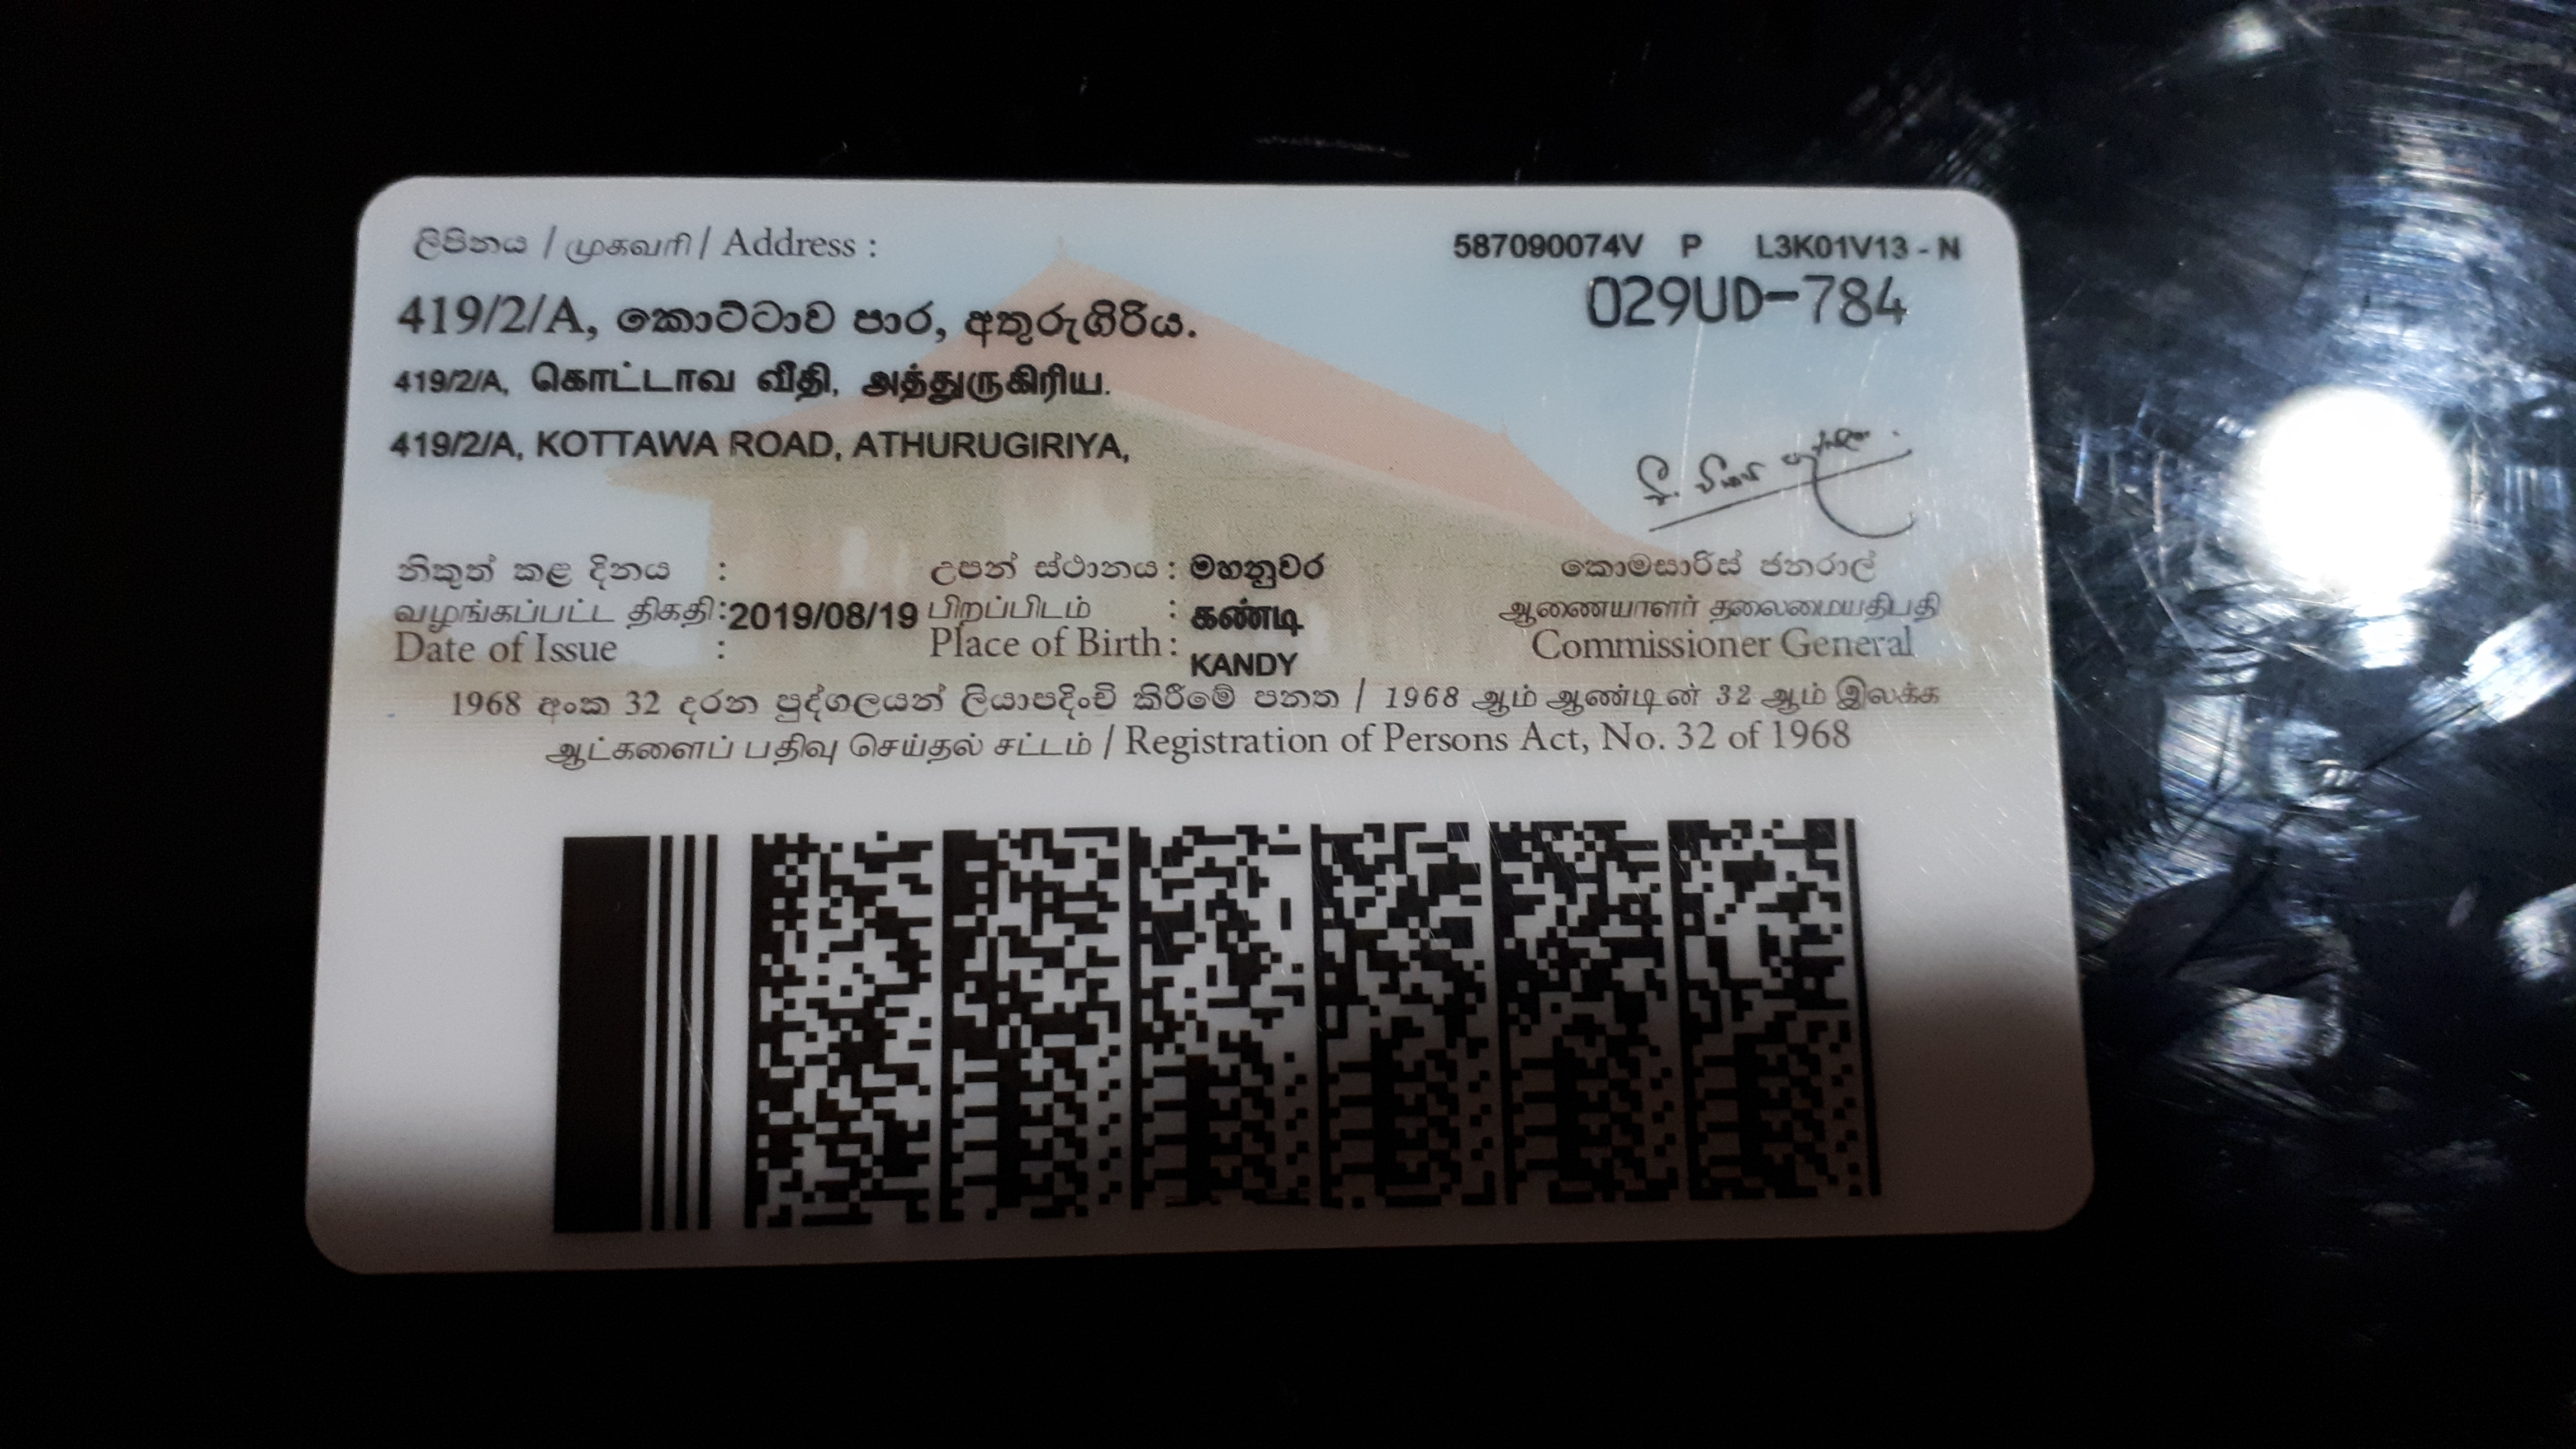 ලිපිනය / முகவரி / Address :
587090074V P L3K01V13 - N
419/2/A, කොට්ටාව පාර, අතුරුගිරිය.
029UD-784
419/2/A, கொட்டாவ வீதி, அத்துருகிரிய.
419/2/A, KOTTAWA ROAD, ATHURUGIRIYA,
නිකුත් කළ දිනය :
வழங்கப்பட்ட திகதி : 2019/08/19
Date of Issue :
උපන් ස්ථානය : මහනුවර
பிறப்பிடம் : கண்டி
Place of Birth : KANDY
කොමසාරිස් ජනරාල්
ஆணையாளர் தலைமையதிபதி
Commissioner General
1968 අංක 32 දරන පුද්ගලයන් ලියාපදිංචි කිරීමේ පනත / 1968 ஆம் ஆண்டின் 32 ஆம் இலக்க
ஆட்களைப் பதிவு செய்தல் சட்டம் / Registration of Persons Act, No. 32 of 1968